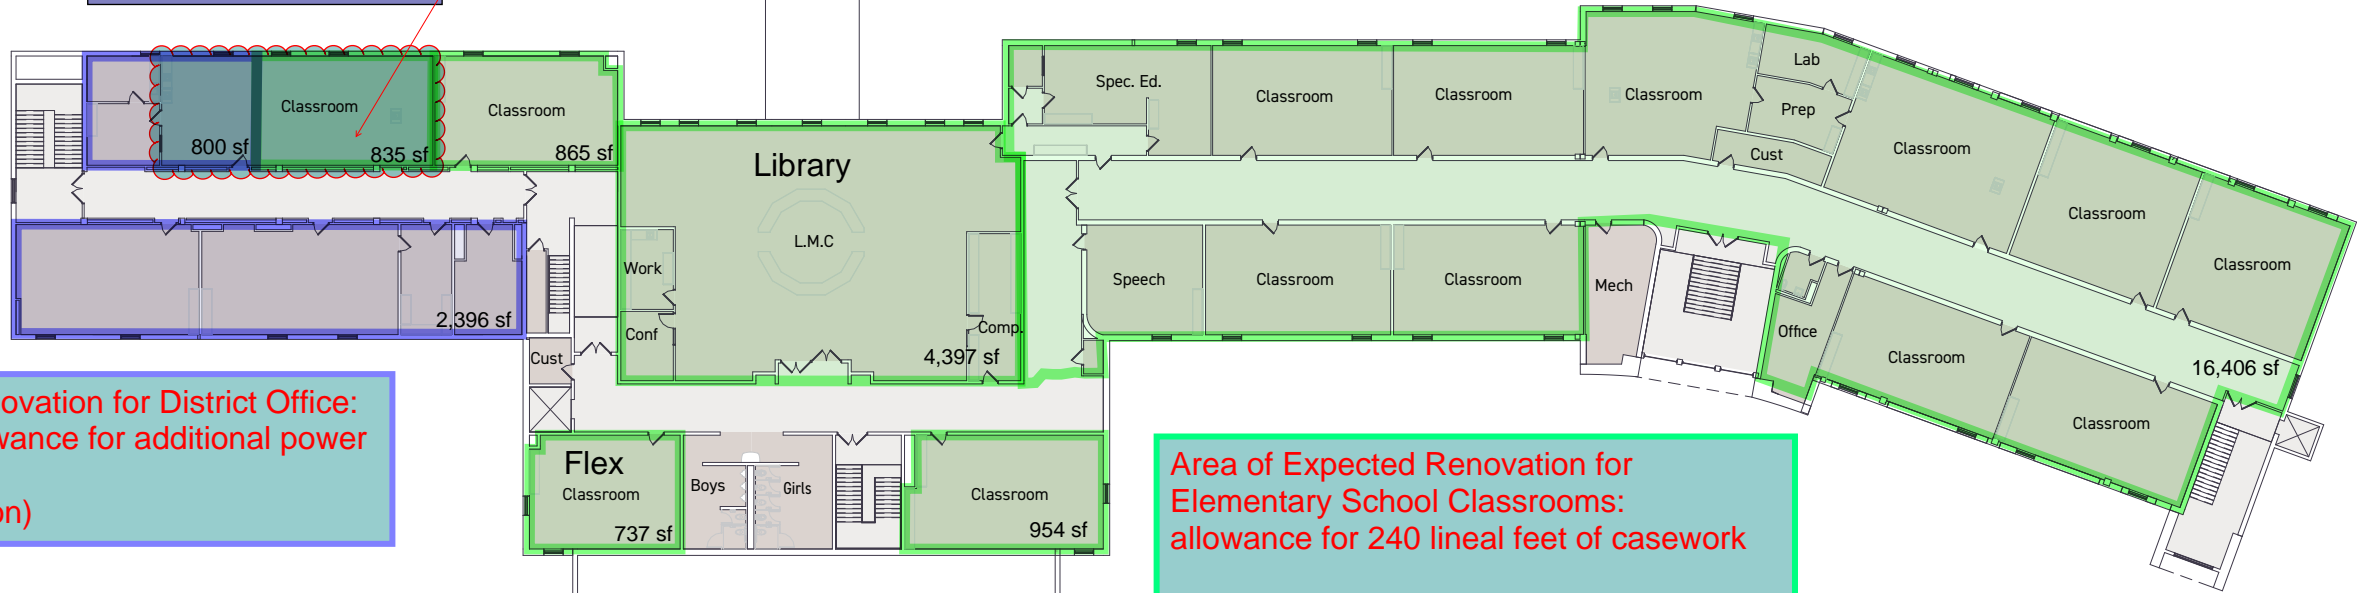 Classroom
800 sf
835 sf
Classroom
865 sf
2,396 sf
Library
L.M.C
Work
Conf
Comp.
4,397 sf
Cust
Flex
Classroom
737 sf
Boys
Girls
Classroom
954 sf
Spec. Ed.
Classroom
Classroom
Classroom
Lab
Prep
Cust
Classroom
Classroom
Classroom
Speech
Classroom
Classroom
Mech
Office
Classroom
Classroom
16,406 sf
ovation for District Office:
wance for additional power
on)
Area of Expected Renovation for
Elementary School Classrooms:
allowance for 240 lineal feet of casework